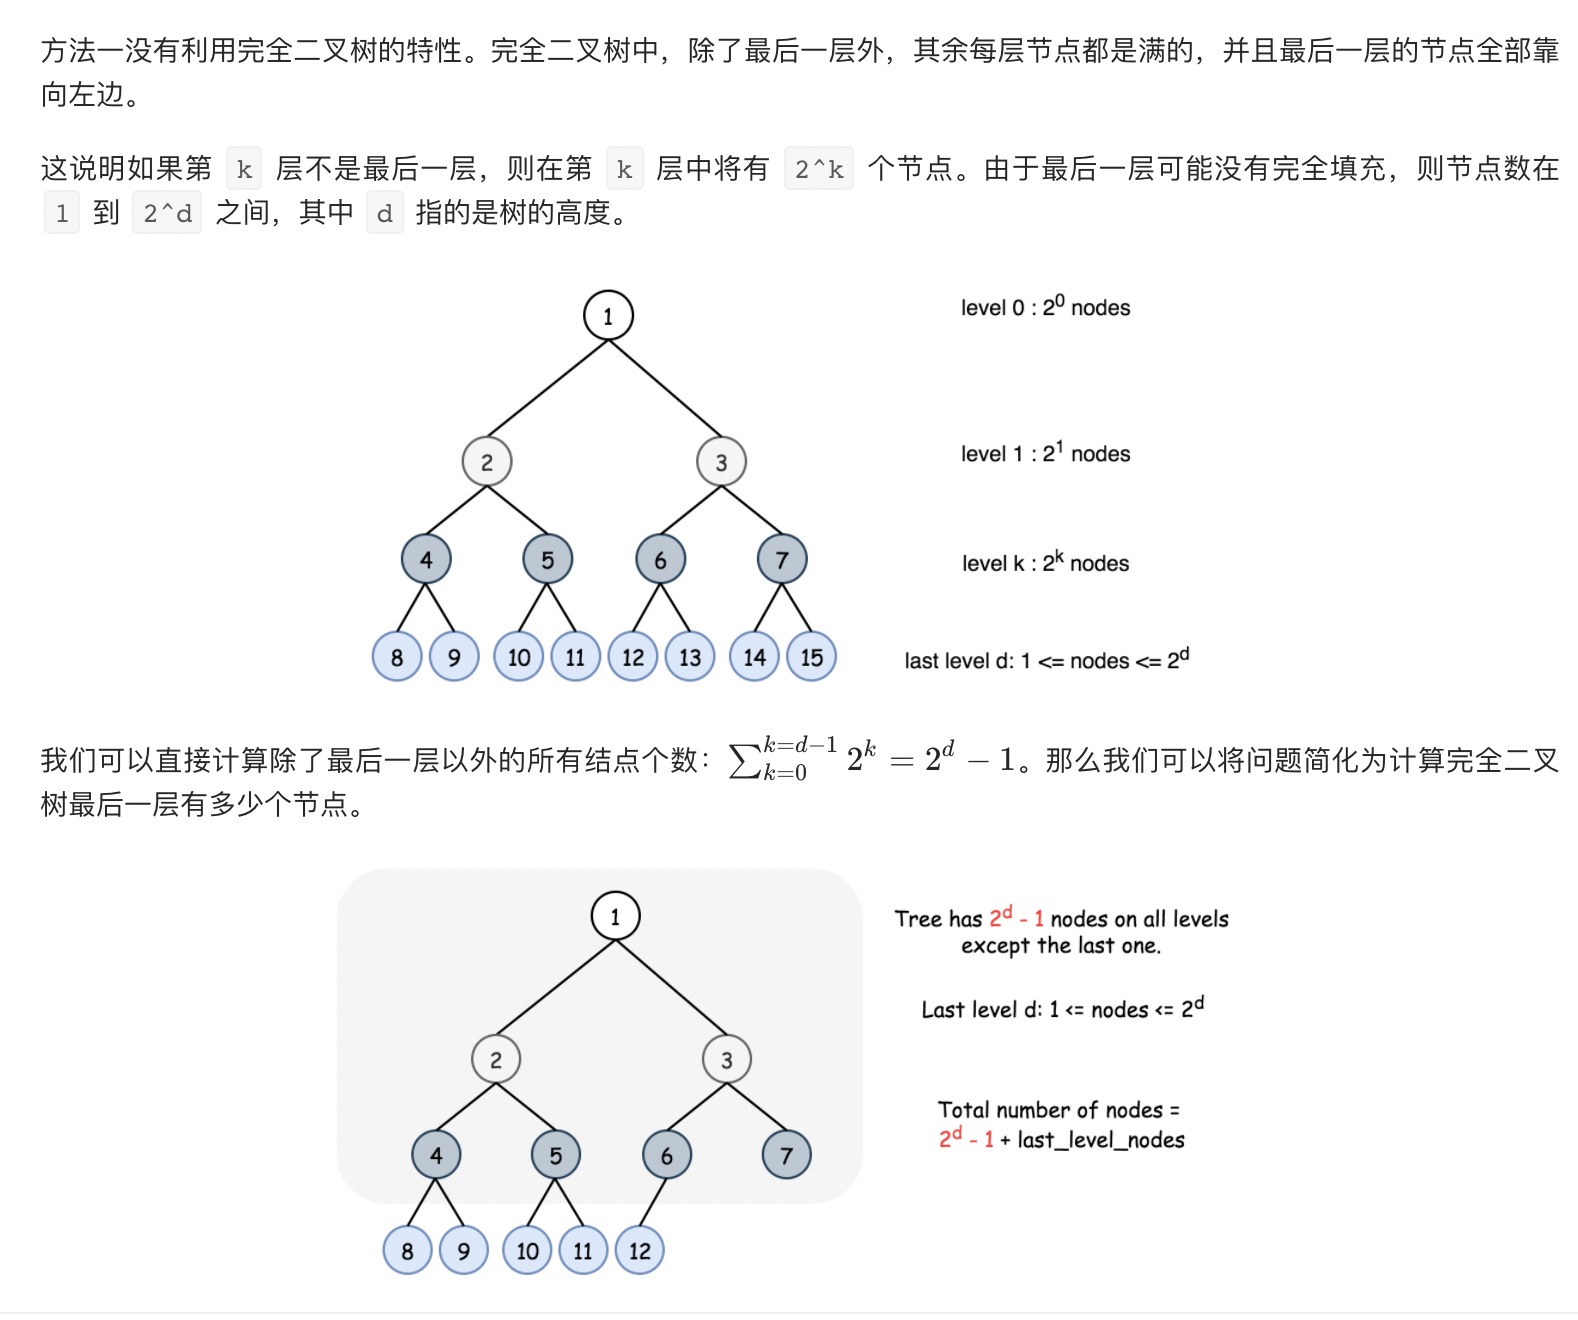 方法一没有利用完全二叉树的特性。完全二叉树中，除了最后一层外，其余每层节点都是满的，并且最后一层的节点全部靠
向左边。
这说明如果第 k 层不是最后一层，则在第 k 层中将有 2^k 个节点。由于最后一层可能没有完全填充，则节点数在
1 到 2^d 之间，其中 d 指的是树的高度。
1
level 0 : 2⁰ nodes
2 3
level 1 : 2¹ nodes
4 5 6 7
level k : 2ᵏ nodes
8 9 10 11 12 13 14 15
last level d: 1 <= nodes <= 2ᵈ
我们可以直接计算除了最后一层以外的所有结点个数：∑_{k=0}^{k=d−1} 2^k = 2^d − 1。那么我们可以将问题简化为计算完全二叉
树最后一层有多少个节点。
1
Tree has 2ᵈ - 1 nodes on all levels
except the last one.
Last level d: 1 <= nodes <= 2ᵈ
2 3
Total number of nodes =
2ᵈ - 1 + last_level_nodes
4 5 6 7
8 9 10 11 12